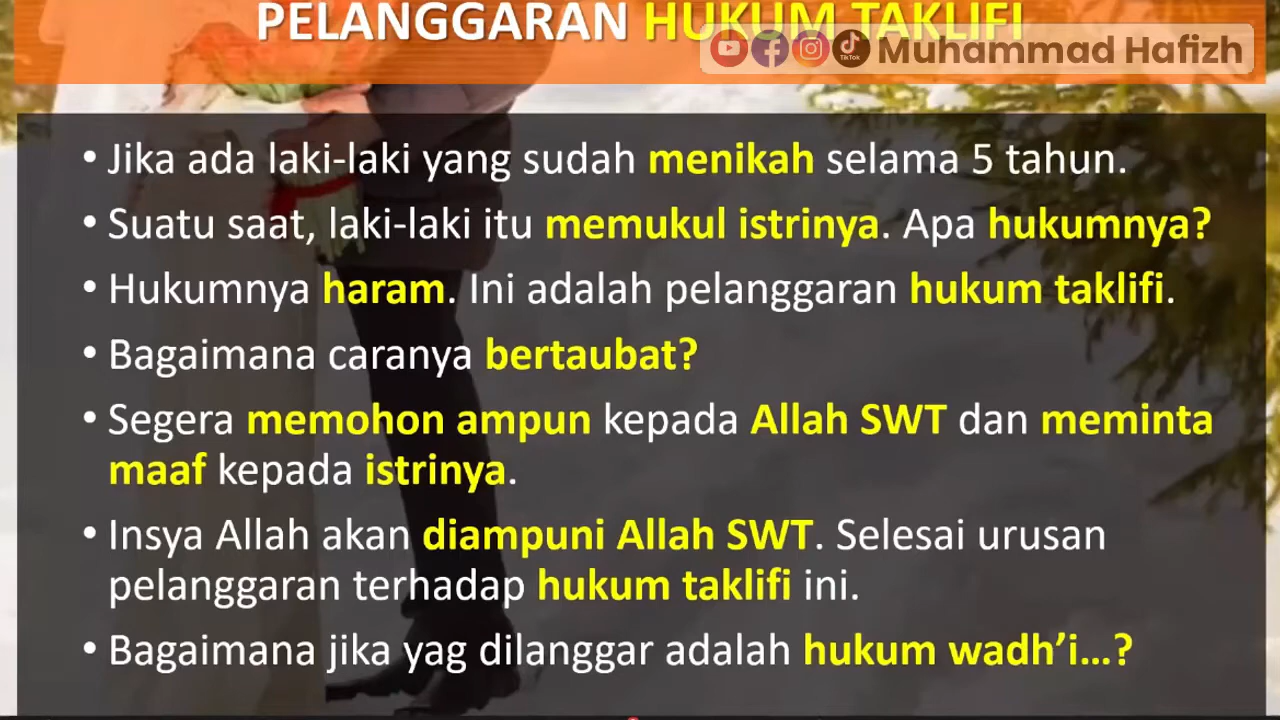 PELANGGARAN HUKUM TAKLIFI
TikTok
Muhammad Hafizh
• Jika ada laki-laki yang sudah menikah selama 5 tahun.
• Suatu saat, laki-laki itu memukul istrinya. Apa hukumnya?
• Hukumnya haram. Ini adalah pelanggaran hukum taklifi.
• Bagaimana caranya bertaubat?
• Segera memohon ampun kepada Allah SWT dan meminta
maaf kepada istrinya.
• Insya Allah akan diampuni Allah SWT. Selesai urusan
pelanggaran terhadap hukum taklifi ini.
• Bagaimana jika yag dilanggar adalah hukum wadh’i...?